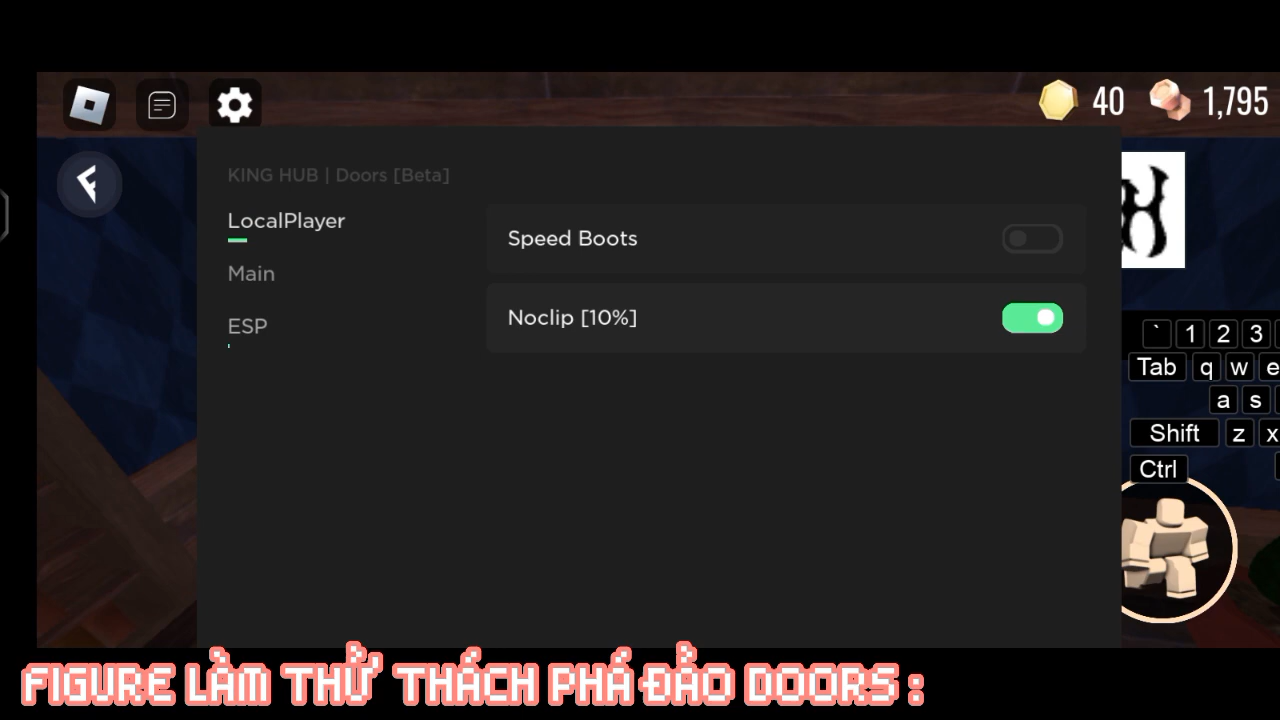 40
1,795
KING HUB | Doors [Beta]
LocalPlayer
Main
ESP
Speed Boots
Noclip [10%]
` 1 2 3
Tab q w e
a s
Shift z x
Ctrl
FIGURE LÀM THỬ THÁCH PHÁ ĐẢO DOORS :